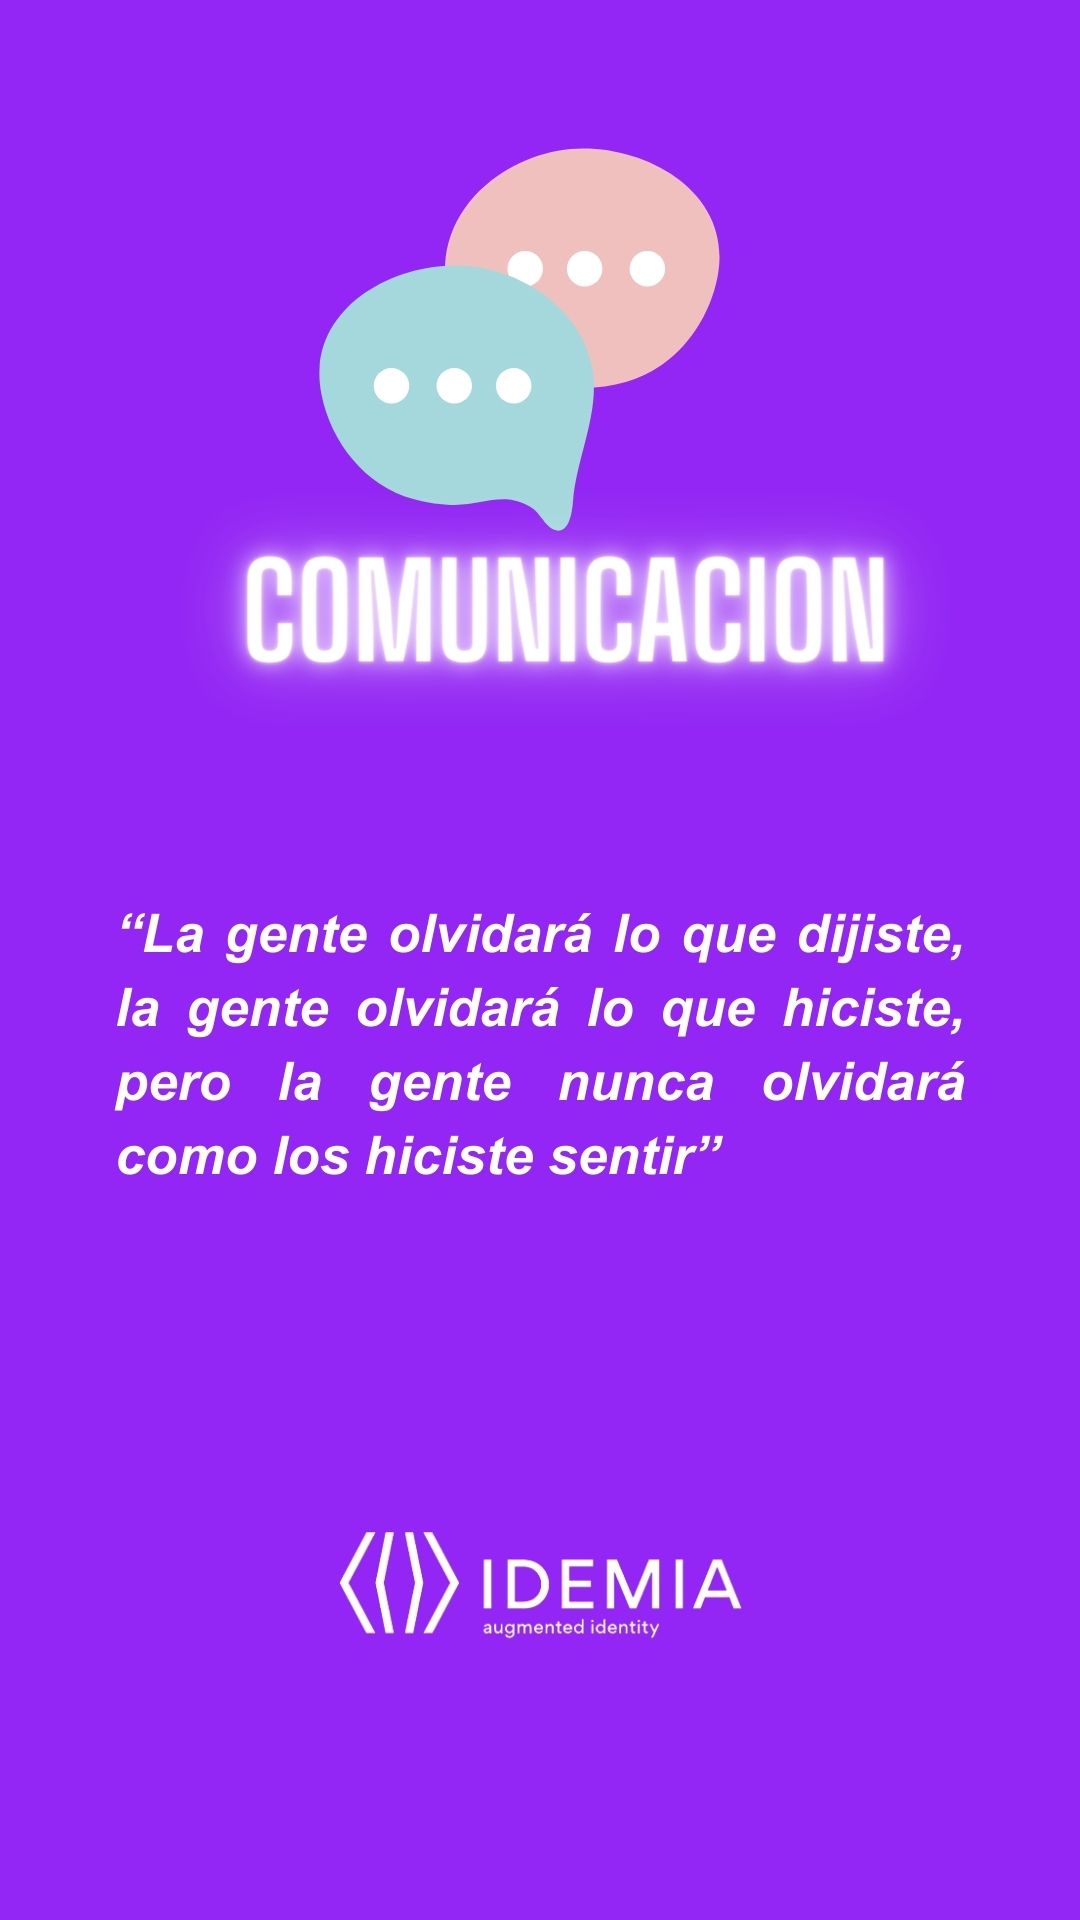 COMUNICACION
“La gente olvidará lo que dijiste,
la gente olvidará lo que hiciste,
pero la gente nunca olvidará
como los hiciste sentir”
IDEMIA
augmented identity